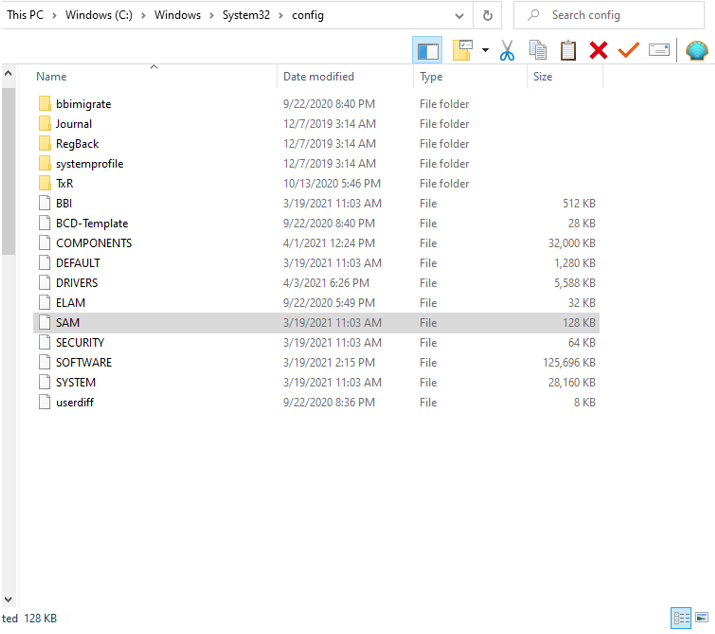 This PC > Windows (C:) > Windows > System32 > config Search config
Name Date modified Type Size
bbimigrate 9/22/2020 8:40 PM File folder
Journal 12/7/2019 3:14 AM File folder
RegBack 12/7/2019 3:14 AM File folder
systemprofile 12/7/2019 3:14 AM File folder
TxR 10/13/2020 5:46 PM File folder
BBI 3/19/2021 11:03 AM File 512 KB
BCD-Template 9/22/2020 8:40 PM File 28 KB
COMPONENTS 4/1/2021 12:24 PM File 32,000 KB
DEFAULT 3/19/2021 11:03 AM File 1,280 KB
DRIVERS 4/3/2021 6:26 PM File 5,588 KB
ELAM 9/22/2020 5:49 PM File 32 KB
SAM 3/19/2021 11:03 AM File 128 KB
SECURITY 3/19/2021 11:03 AM File 64 KB
SOFTWARE 3/19/2021 2:15 PM File 125,696 KB
SYSTEM 3/19/2021 11:03 AM File 28,160 KB
userdiff 9/22/2020 8:36 PM File 8 KB
ted 128 KB